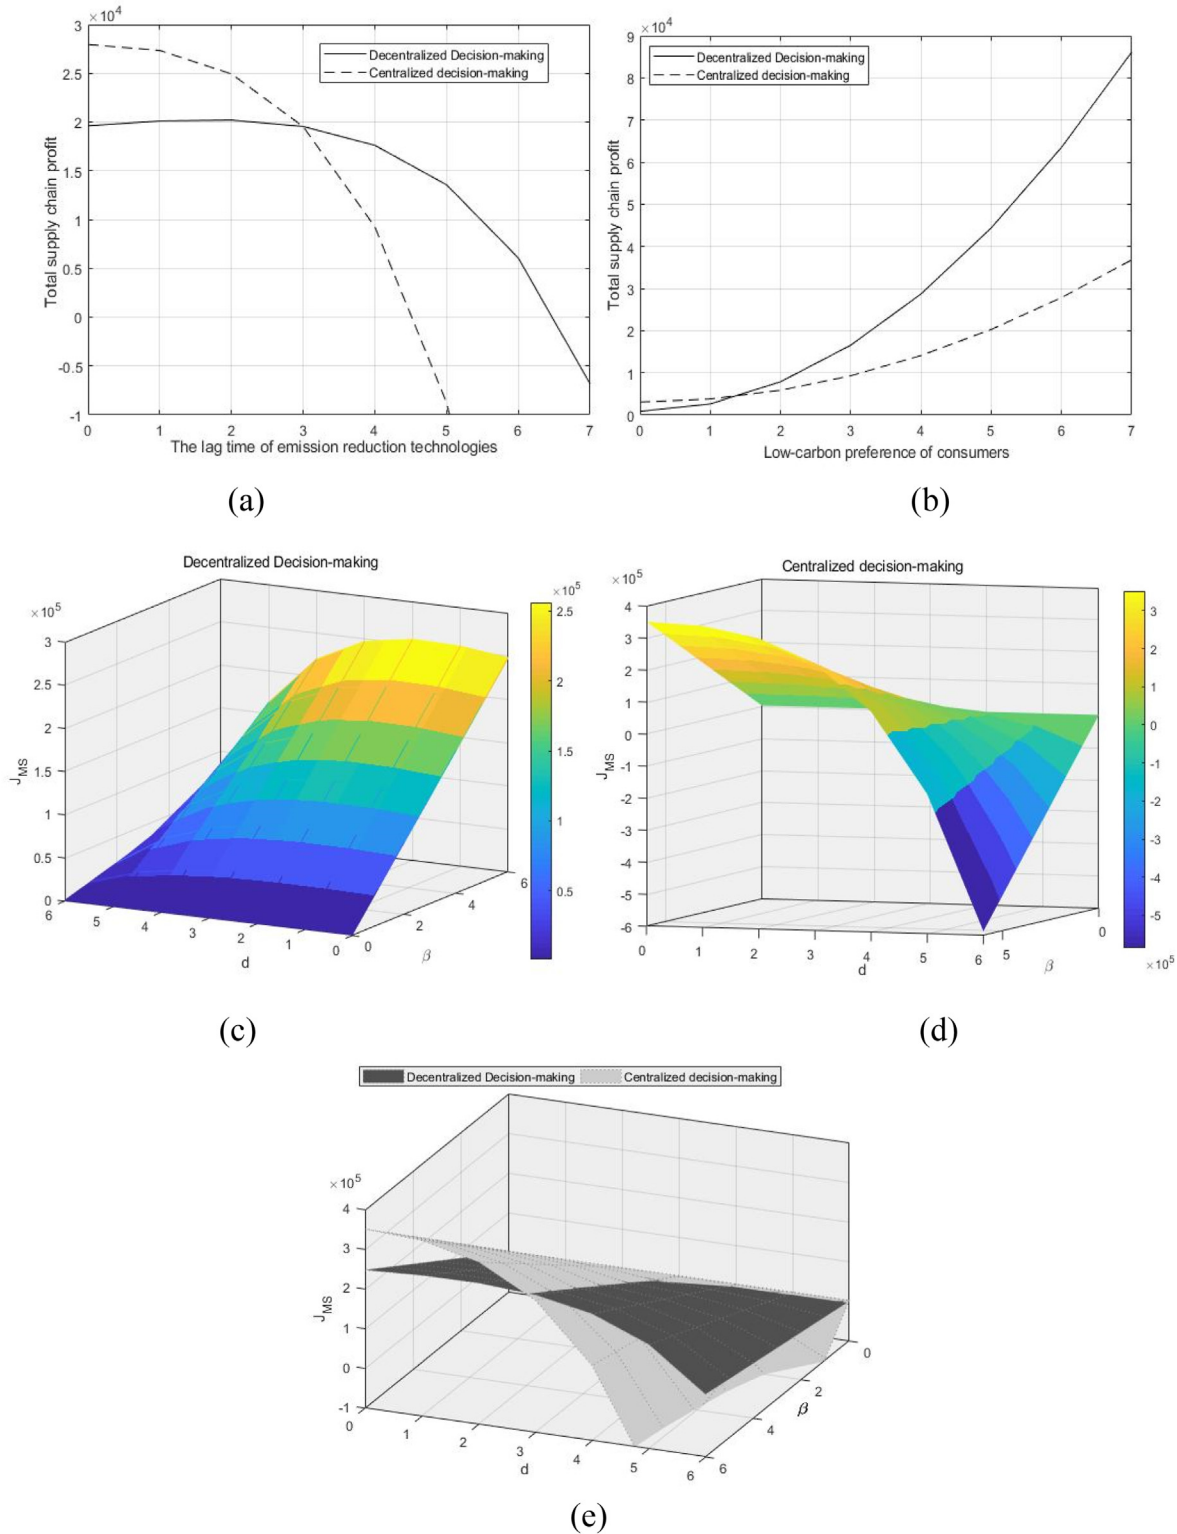 ×10⁴
3
2.5
2
1.5
1
0.5
0
-0.5
-1
Total supply chain profit
Decentralized Decision-making
Centralized decision-making
0 1 2 3 4 5 6 7
The lag time of emission reduction technologies
(a)
×10⁴
9
8
7
6
5
4
3
2
1
0
Total supply chain profit
Decentralized Decision-making
Centralized decision-making
0 1 2 3 4 5 6 7
Low-carbon preference of consumers
(b)
Decentralized Decision-making
×10⁵
3
2.5
2
1.5
1
0.5
0
J_MS
6 5 4 3 2 1 0
d
0 2 4 6
β
×10⁵
2.5
2
1.5
1
0.5
(c)
Centralized decision-making
×10⁵
4
3
2
1
0
-1
-2
-3
-4
-5
-6
J_MS
0 1 2 3 4 5 6
d
5 0
β
3
2
1
0
-1
-2
-3
-4
-5
×10⁵
(d)
Decentralized Decision-making Centralized decision-making
×10⁵
4
3
2
1
0
-1
J_MS
0 1 2 3 4 5 6
d
6 4 2 0
β
(e)